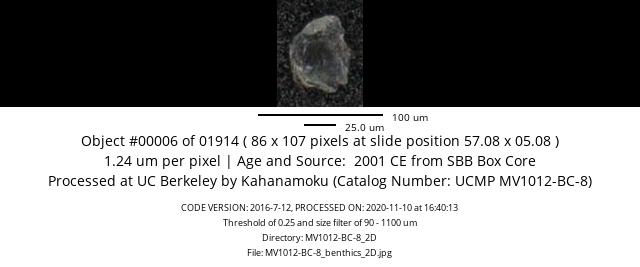 100 um
25.0 um
Object #00006 of 01914 ( 86 x 107 pixels at slide position 57.08 x 05.08 )
1.24 um per pixel | Age and Source:  2001 CE from SBB Box Core
Processed at UC Berkeley by Kahanamoku (Catalog Number: UCMP MV1012-BC-8)
CODE VERSION: 2016-7-12, PROCESSED ON: 2020-11-10 at 16:40:13
Threshold of 0.25 and size filter of 90 - 1100 um
Directory: MV1012-BC-8_2D
File: MV1012-BC-8_benthics_2D.jpg